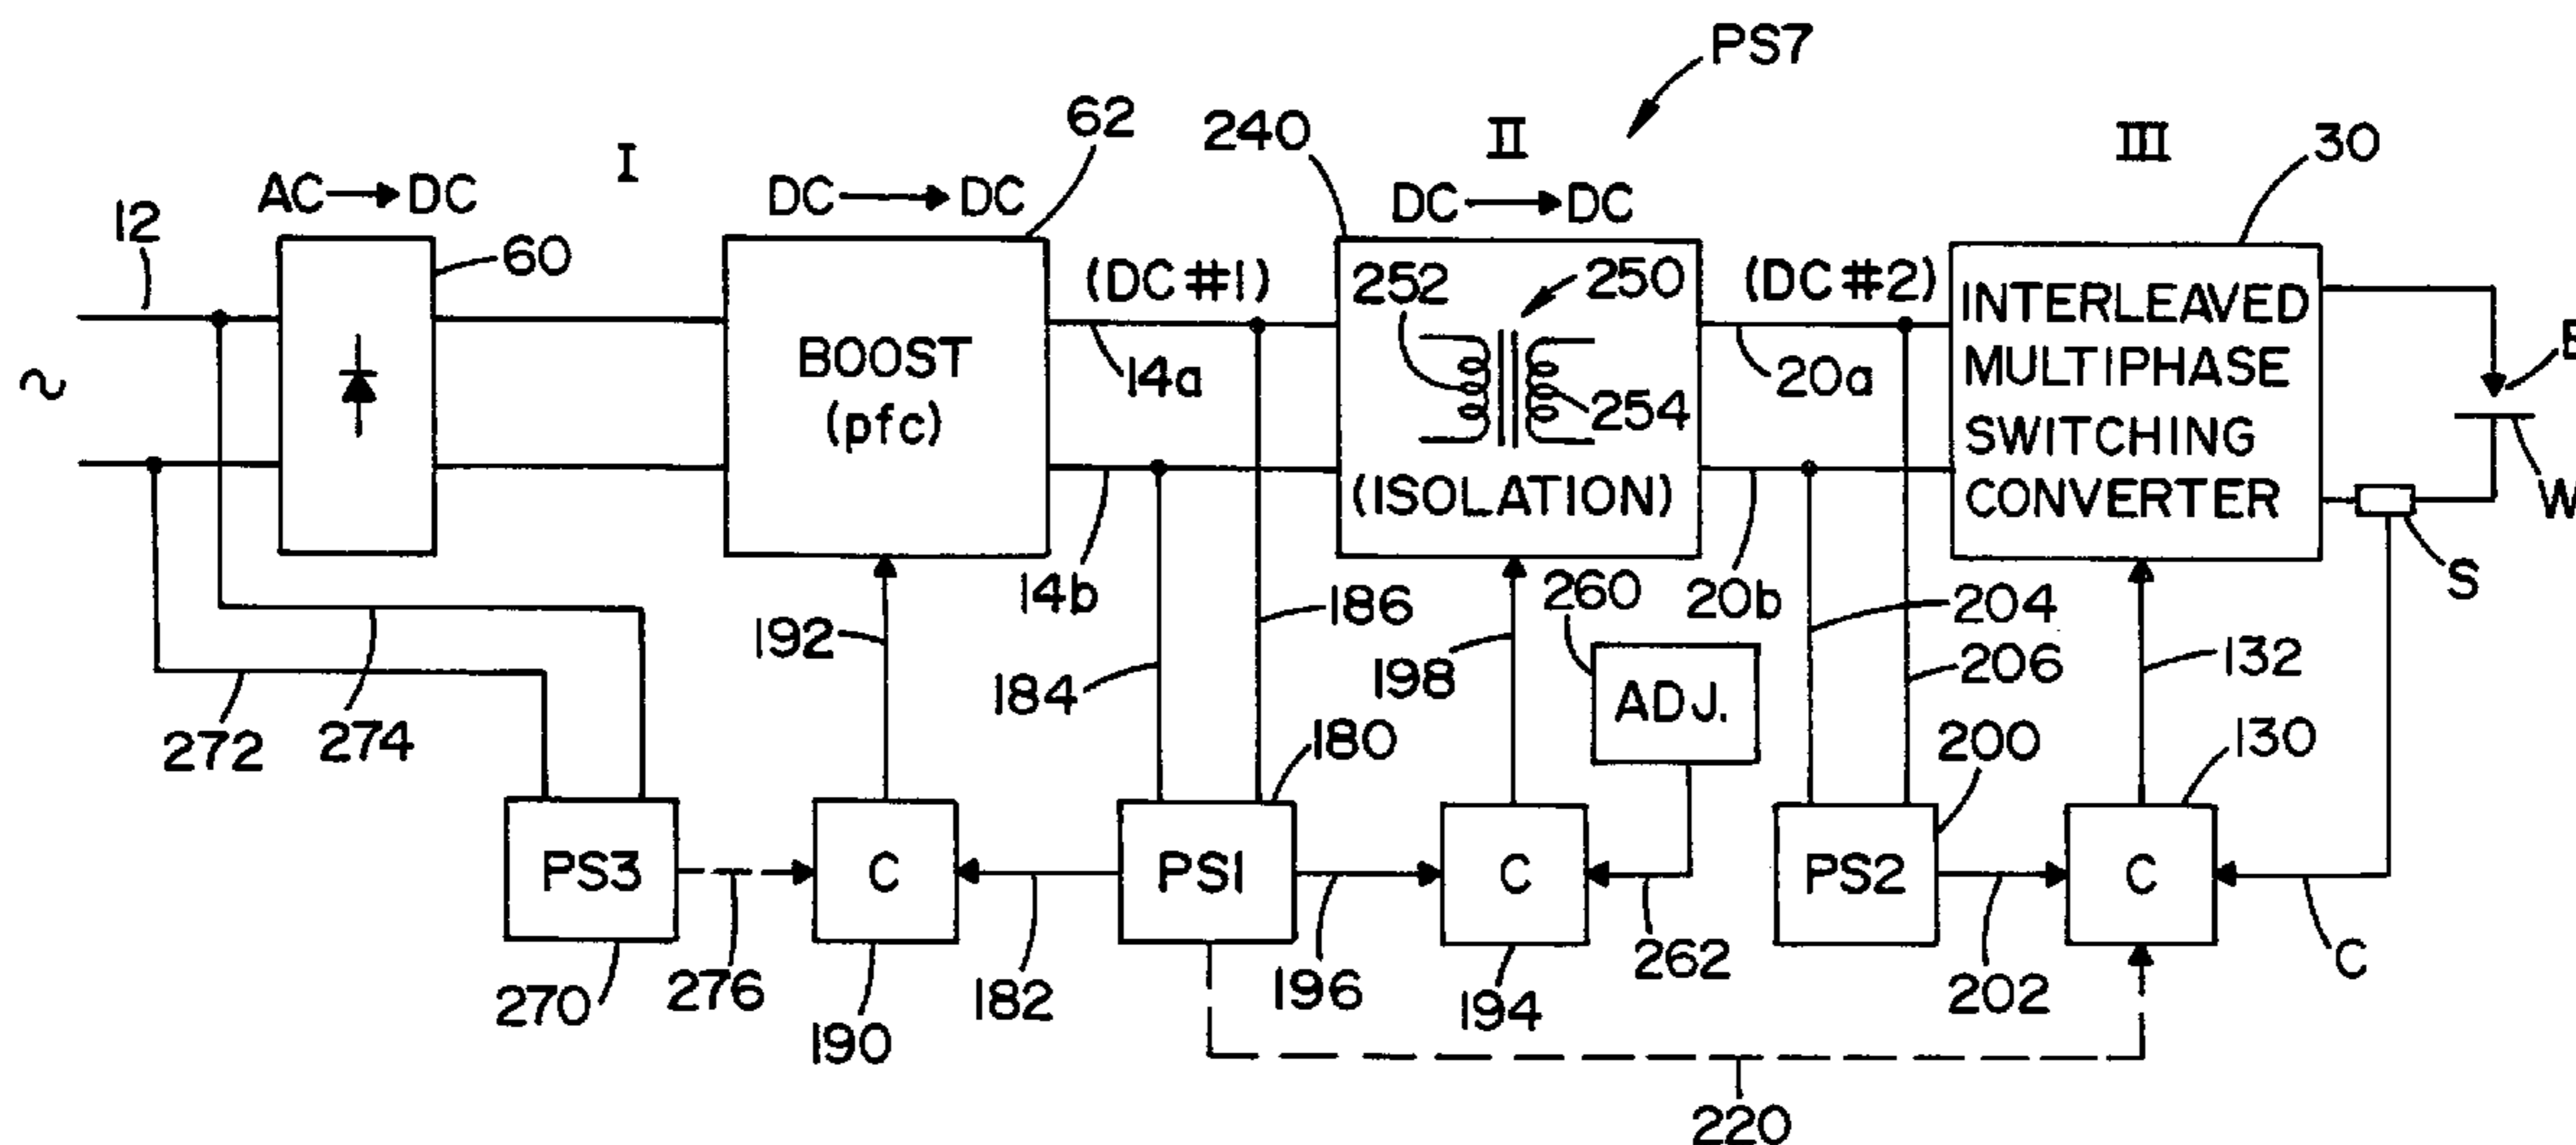 PS7
62
240
II
III
30
I
AC → DC
DC → DC
DC → DC
12
60
(DC #1)
252
250
(DC #2)
INTERLEAVED
MULTIPHASE
SWITCHING
CONVERTER
BOOST
(pfc)
14a
254
20a
E
~
(ISOLATION)
W
14b
260
20b
S
192
186
204
184
198
ADJ.
206
132
272
274
180
200
130
PS3
C
PS1
C
PS2
C
270
276
190
182
196
194
262
202
C
220